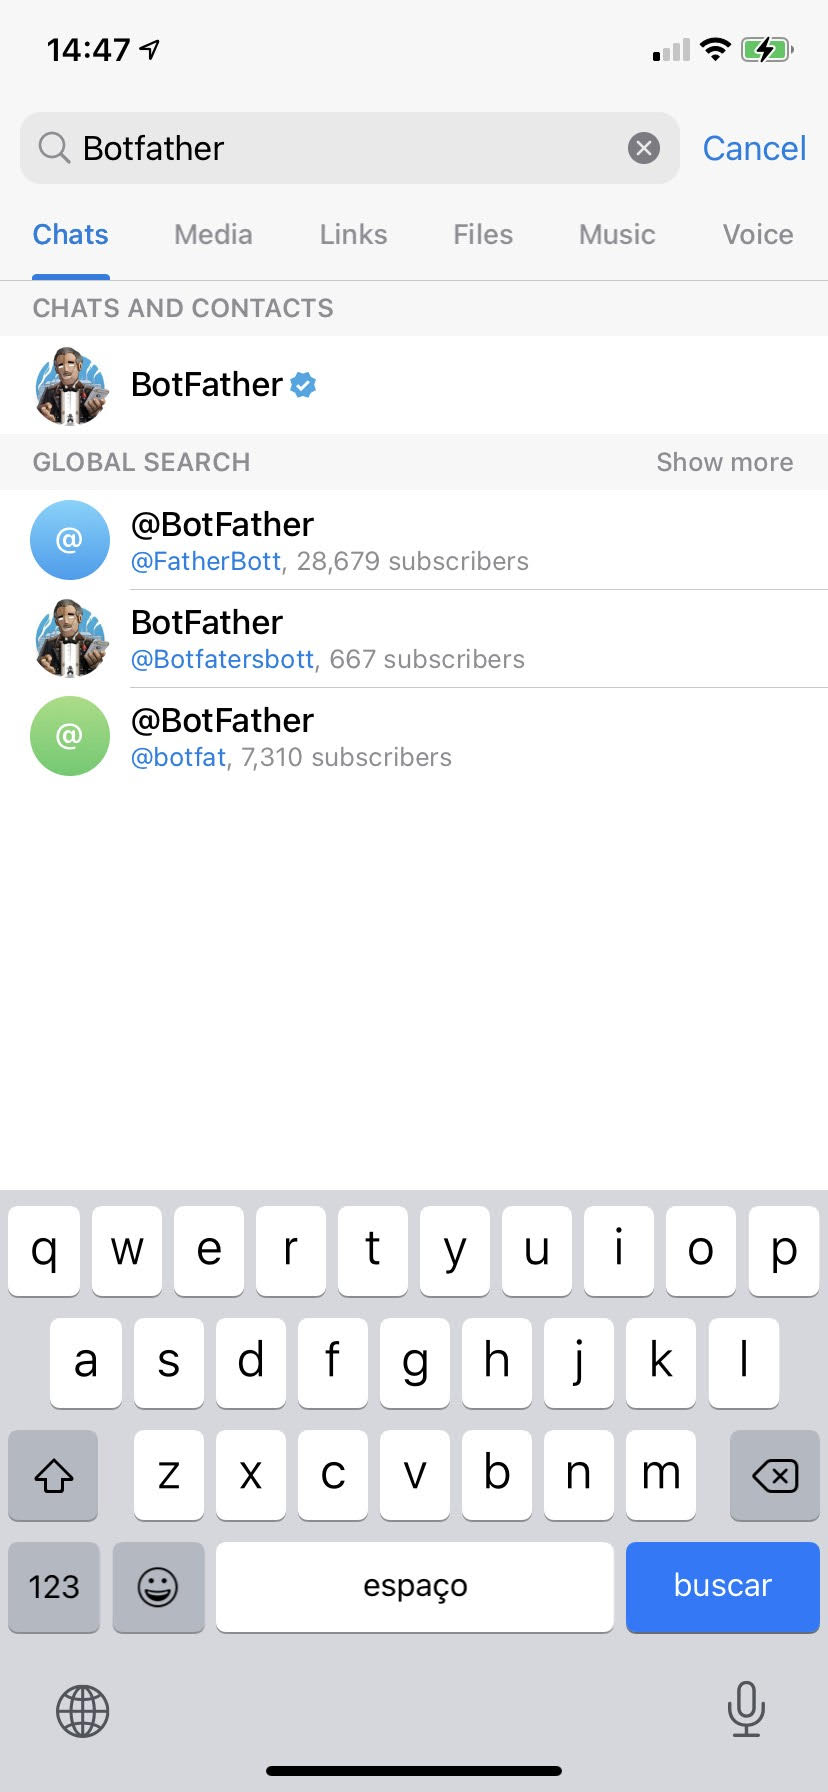 14:47
Botfather
Cancel
Chats Media Links Files Music Voice
CHATS AND CONTACTS
BotFather
GLOBAL SEARCH Show more
@
@BotFather
@FatherBott, 28,679 subscribers
BotFather
@Botfatersbott, 667 subscribers
@
@BotFather
@botfat, 7,310 subscribers
q w e r t y u i o p
a s d f g h j k l
z x c v b n m
123 espaço buscar